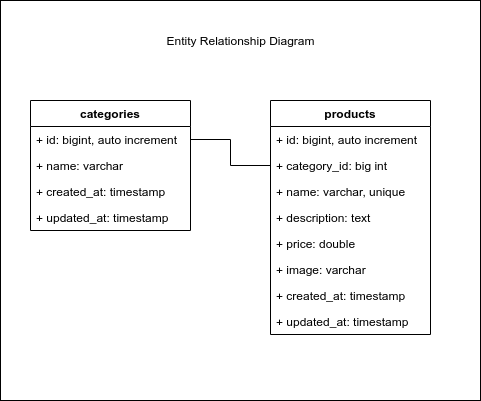 Entity Relationship Diagram
categories
+ id: bigint, auto increment
+ name: varchar
+ created_at: timestamp
+ updated_at: timestamp
products
+ id: bigint, auto increment
+ category_id: big int
+ name: varchar, unique
+ description: text
+ price: double
+ image: varchar
+ created_at: timestamp
+ updated_at: timestamp